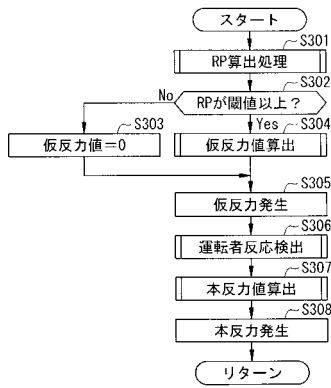 スタート
S301
RP算出処理
S302
RPが閾値以上?
No
Yes
S303
仮反力値=0
S304
仮反力値算出
S305
仮反力発生
S306
運転者反応検出
S307
本反力値算出
S308
本反力発生
リターン